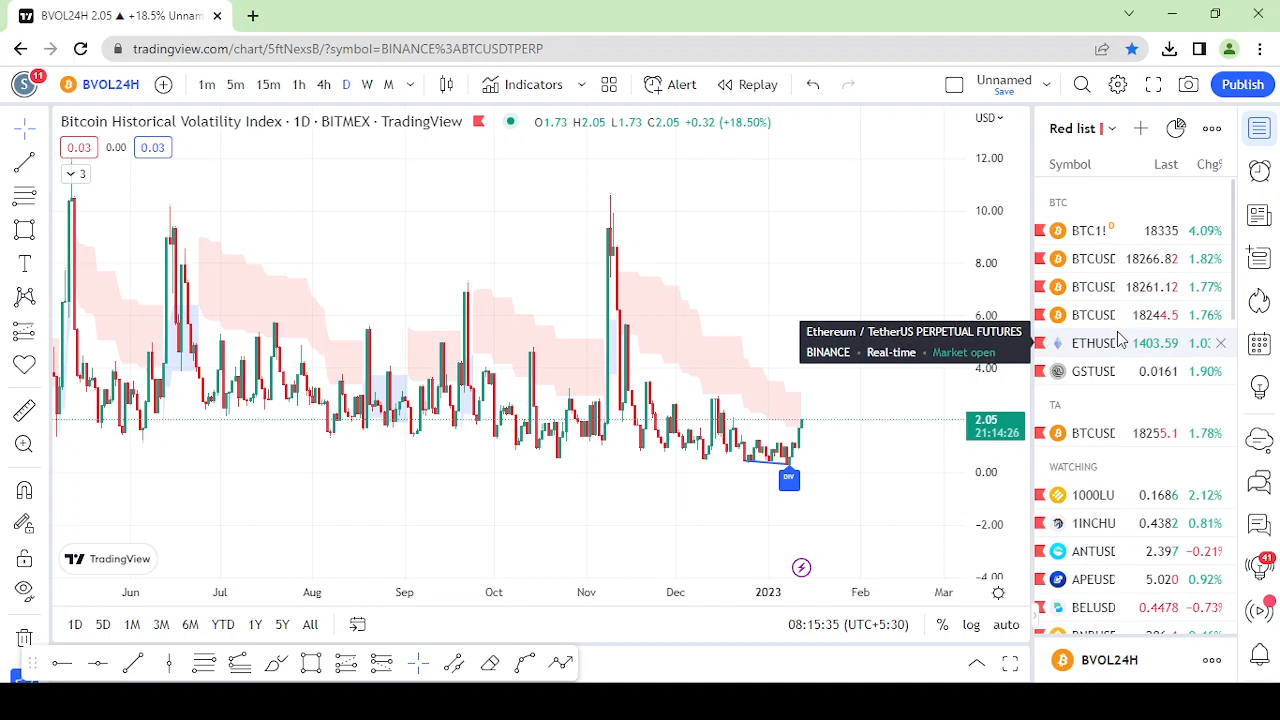 BVOL24H 2.05 ▲ +18.5% Unnam
tradingview.com/chart/5ftNexsB/?symbol=BINANCE%3ABTCUSDTPERP
S 11 BVOL24H 1m 5m 15m 1h 4h D W M Indicators Alert Replay Unnamed Save Publish
Bitcoin Historical Volatility Index · 1D · BITMEX · TradingView O1.73 H2.05 L1.73 C2.05 +0.32 (+18.50%)
0.03 0.00 0.03
3
USD
12.00
10.00
8.00
6.00
4.00
2.05
21:14:26
0.00
−2.00
−4.00
DIV
Ethereum / TetherUS PERPETUAL FUTURES
BINANCE • Real-time • Market open
TradingView
Jun Jul Aug Sep Oct Nov Dec 2023 Feb Mar
1D 5D 1M 3M 6M YTD 1Y 5Y All 08:15:35 (UTC+5:30) % log auto
Red list
Symbol Last Chg%
BTC
BTC1! D 18335 4.09%
BTCUSD 18266.82 1.82%
BTCUSD 18261.12 1.77%
BTCUSD 18244.5 1.76%
ETHUSD 1403.59 1.03
GSTUSD 0.0161 1.90%
TA
BTCUSD 18255.1 1.78%
WATCHING
1000LU 0.1686 2.12%
1INCHU 0.4382 0.81%
ANTUSD 2.397 −0.21%
APEUSD 5.020 0.92%
BELUSD 0.4478 −0.73%
41
BVOL24H